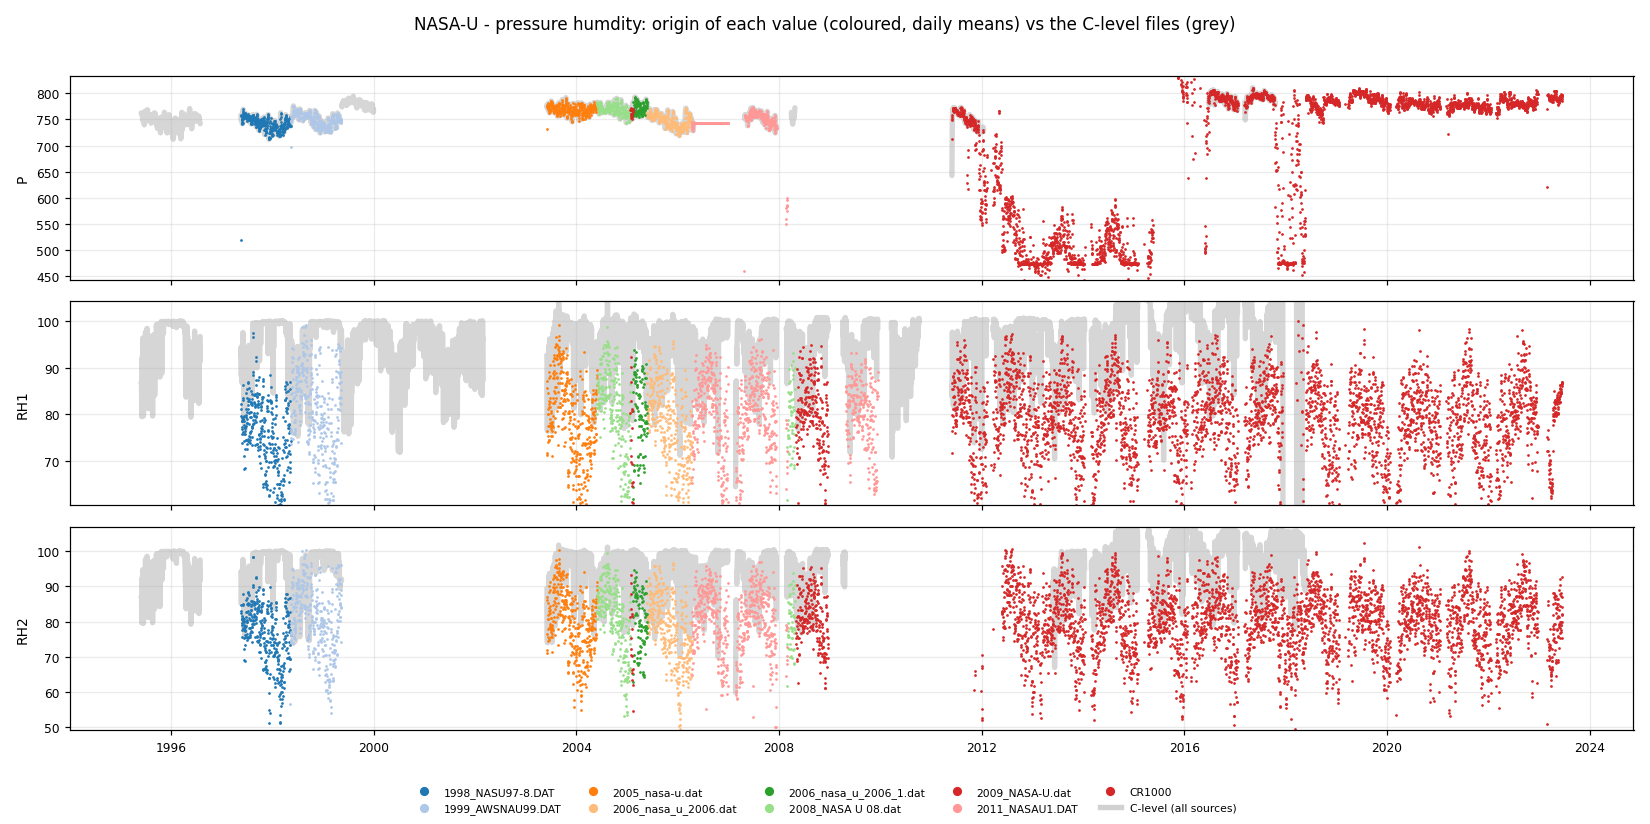 NASA-U - pressure humdity: origin of each value (coloured, daily means) vs the C-level files (grey)
800
750
700
650
600
550
500
450
P
100
90
80
70
RH1
100
90
80
70
60
50
RH2
1996 2000 2004 2008 2012 2016 2020 2024
1998_NASU97-8.DAT 2005_nasa-u.dat 2006_nasa_u_2006_1.dat 2009_NASA-U.dat CR1000
1999_AWSNAU99.DAT 2006_nasa_u_2006.dat 2008_NASA U 08.dat 2011_NASAU1.DAT C-level (all sources)